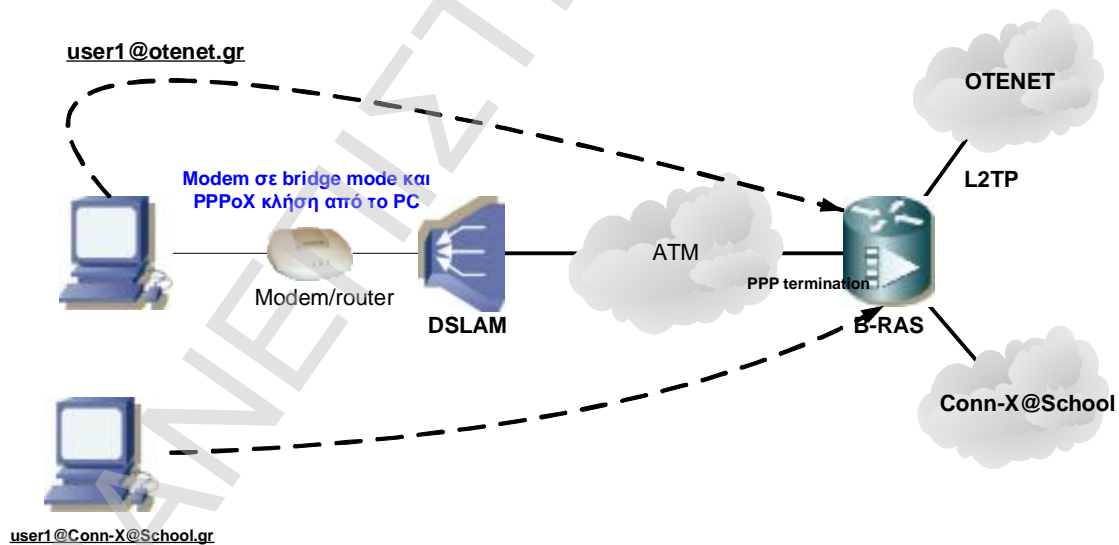 user1@otenet.gr
OTENET
Modem σε bridge mode και
PPPoX κλήση από το PC
L2TP
ATM
PPP termination
Modem/router
DSLAM
B-RAS
Conn-X@School
user1@Conn-X@School.gr
ΑΝΕΠΙΣΤ